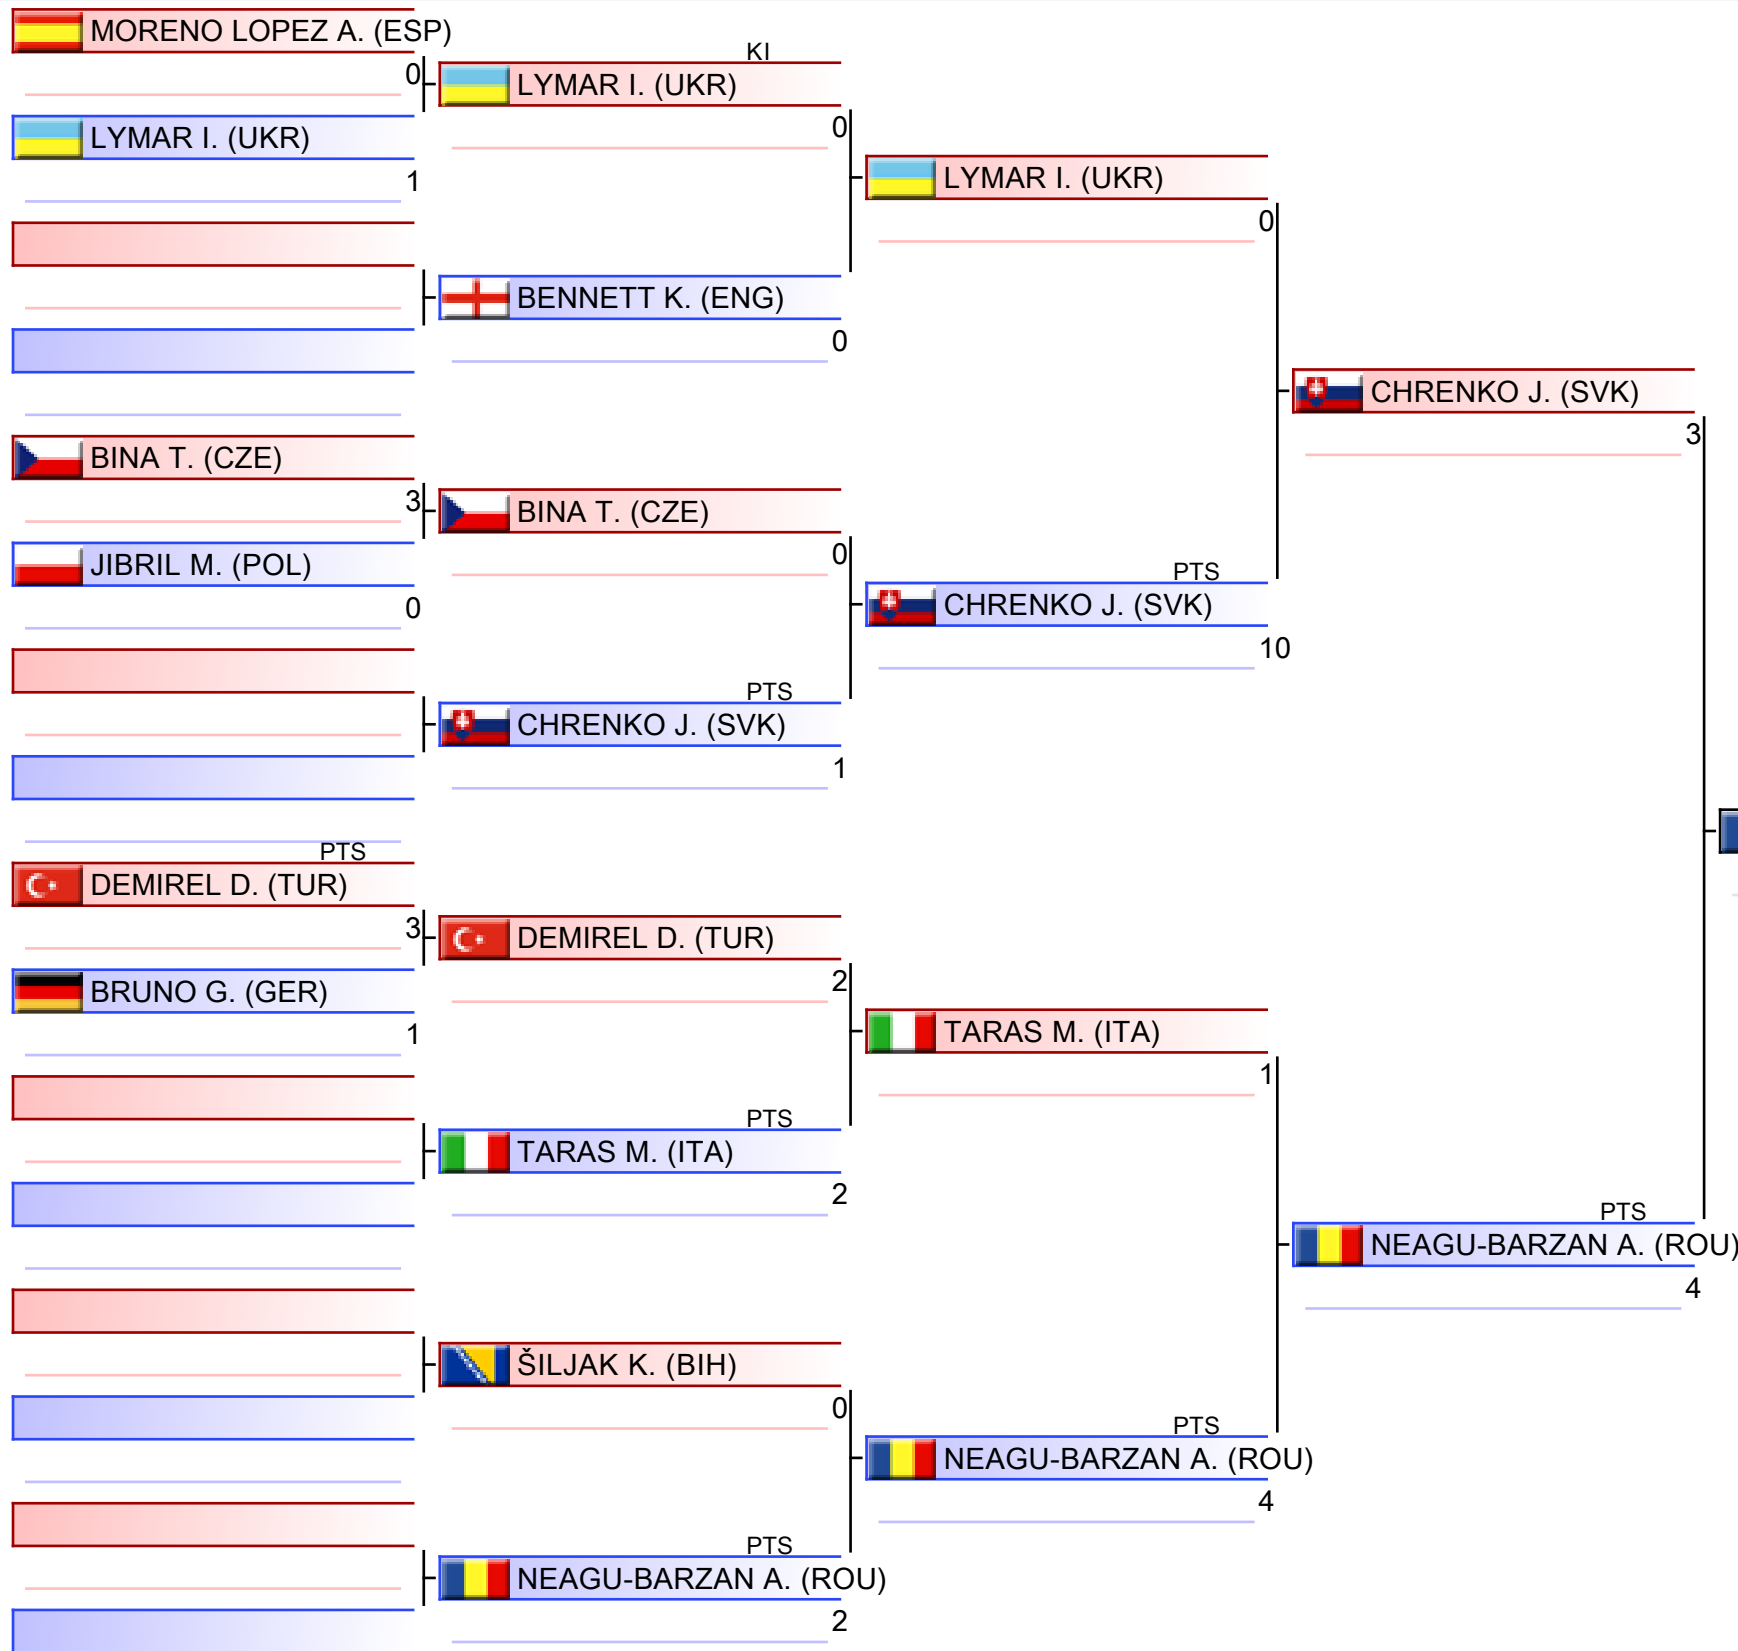 MORENO LOPEZ A. (ESP)
0
LYMAR I. (UKR)
1
BINA T. (CZE)
3
JIBRIL M. (POL)
0
PTS
DEMIREL D. (TUR)
3
BRUNO G. (GER)
1
KI
LYMAR I. (UKR)
0
BENNETT K. (ENG)
0
BINA T. (CZE)
0
PTS
CHRENKO J. (SVK)
1
DEMIREL D. (TUR)
2
PTS
TARAS M. (ITA)
2
ŠILJAK K. (BIH)
0
PTS
NEAGU-BARZAN A. (ROU)
2
LYMAR I. (UKR)
0
PTS
CHRENKO J. (SVK)
10
TARAS M. (ITA)
1
PTS
NEAGU-BARZAN A. (ROU)
4
CHRENKO J. (SVK)
3
PTS
NEAGU-BARZAN A. (ROU)
4